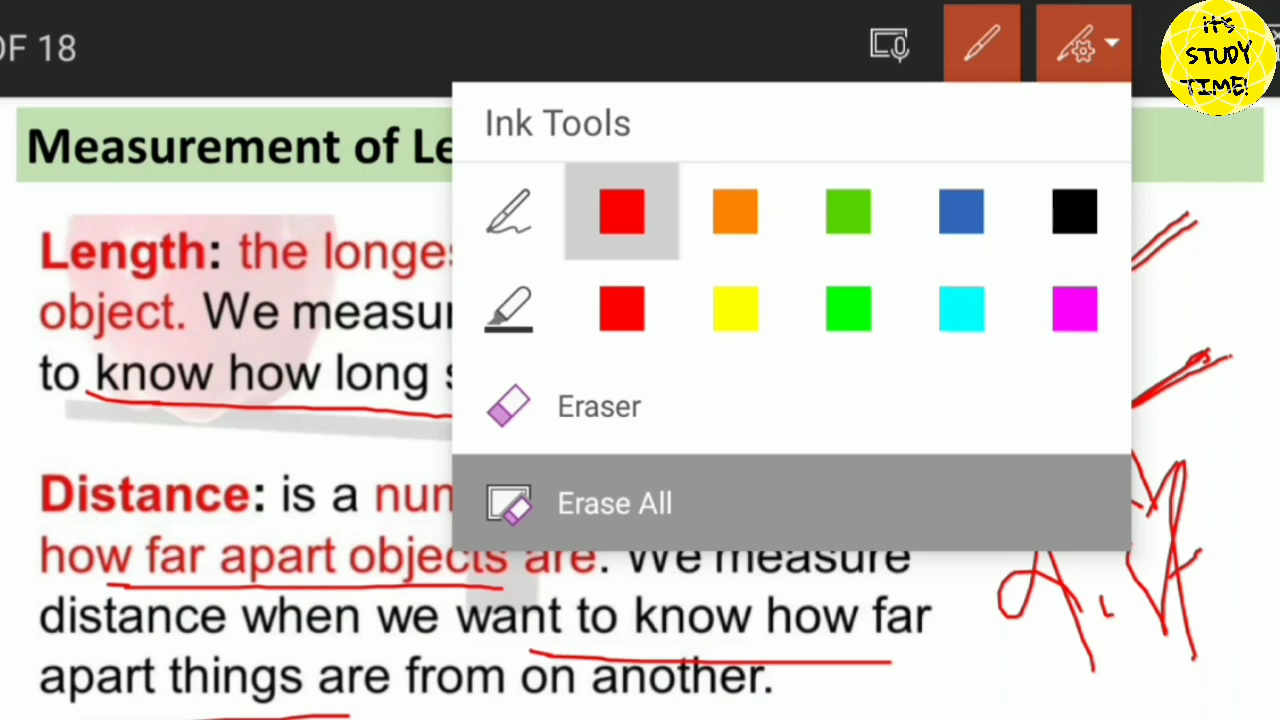 OF 18
It's
STUDY
TIME!
Ink Tools
Measurement of Le
Length: the longes
object. We measur
to know how long s
Eraser
Distance: is a num
Erase All
how far apart objects are. We measure
distance when we want to know how far
apart things are from on another.